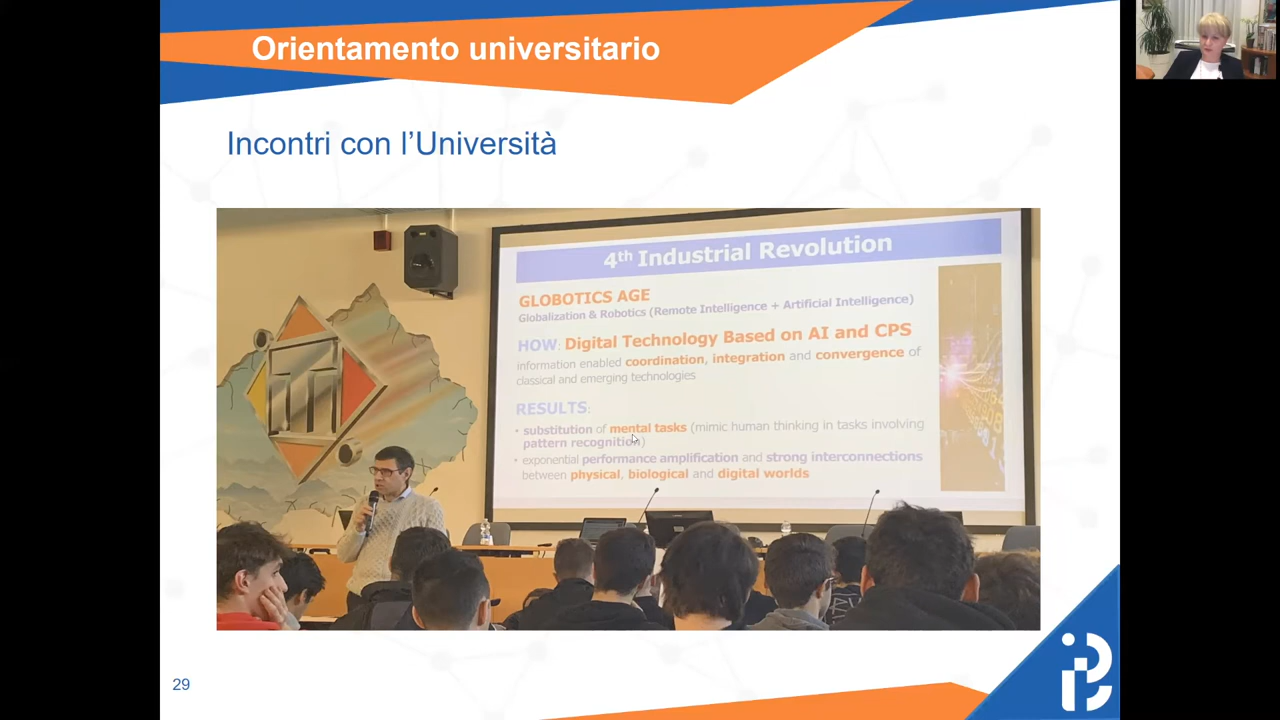 Orientamento universitario
Incontri con l’Università
4th Industrial Revolution
GLOBOTICS AGE
Globalization & Robotics (Remote Intelligence + Artificial Intelligence)
HOW: Digital Technology Based on AI and CPS
information enabled coordination, integration and convergence of
classical and emerging technologies
RESULTS:
• substitution of mental tasks (mimic human thinking in tasks involving
pattern recognition)
• exponential performance amplification and strong interconnections
between physical, biological and digital worlds
29